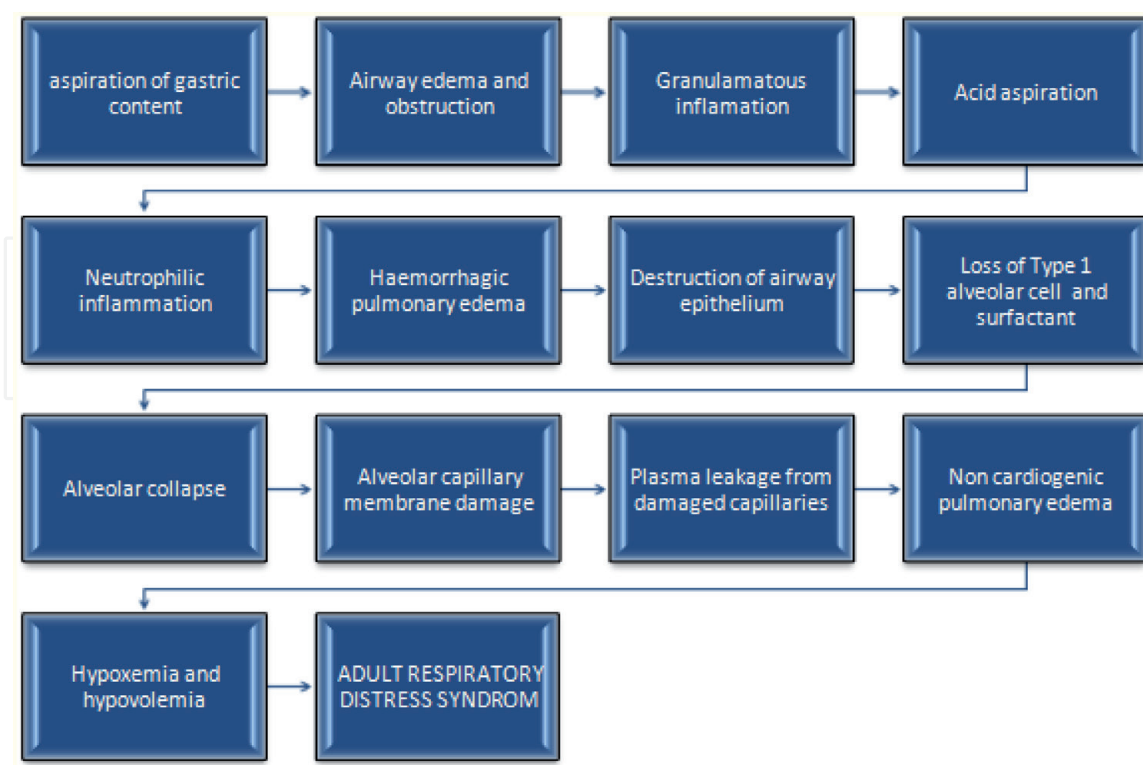 aspiration of gastric
content
Airway edema and
obstruction
Granulamatous
inflamation
Acid aspiration
Neutrophilic
inflammation
Haemorrhagic
pulmonary edema
Destruction of airway
epithelium
Loss of Type 1
alveolar cell and
surfactant
Alveolar collapse
Alveolar capillary
membrane damage
Plasma leakage from
damaged capillaries
Non cardiogenic
pulmonary edema
Hypoxemia and
hypovolemia
ADULT RESPIRATORY
DISTRESS SYNDROM